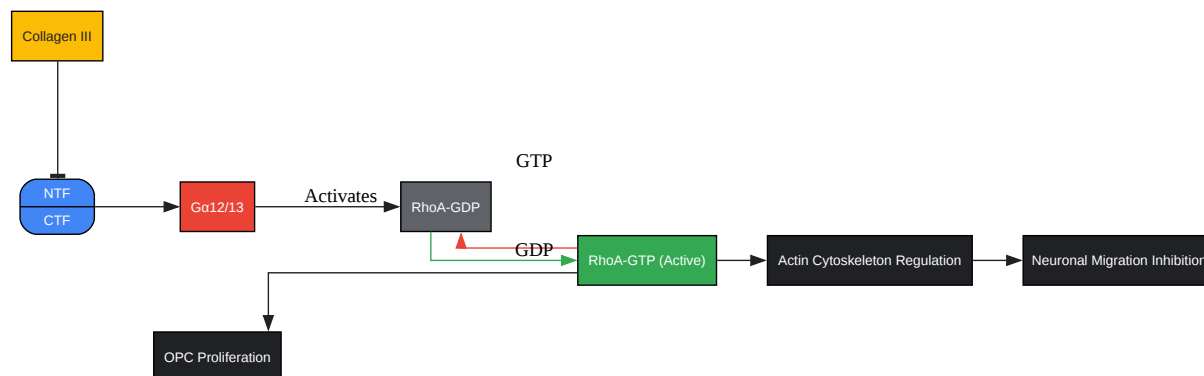 Collagen III
GTP
NTF
CTF
Gα12/13
Activates
RhoA-GDP
GDP
RhoA-GTP (Active)
Actin Cytoskeleton Regulation
Neuronal Migration Inhibition
OPC Proliferation